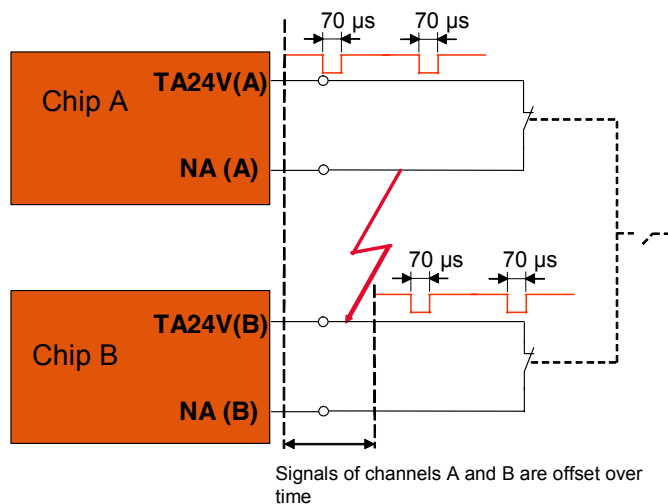 70 µs 70 µs
TA24V(A)
Chip A
NA (A)
70 µs 70 µs
TA24V(B)
Chip B
NA (B)
Signals of channels A and B are offset over
time